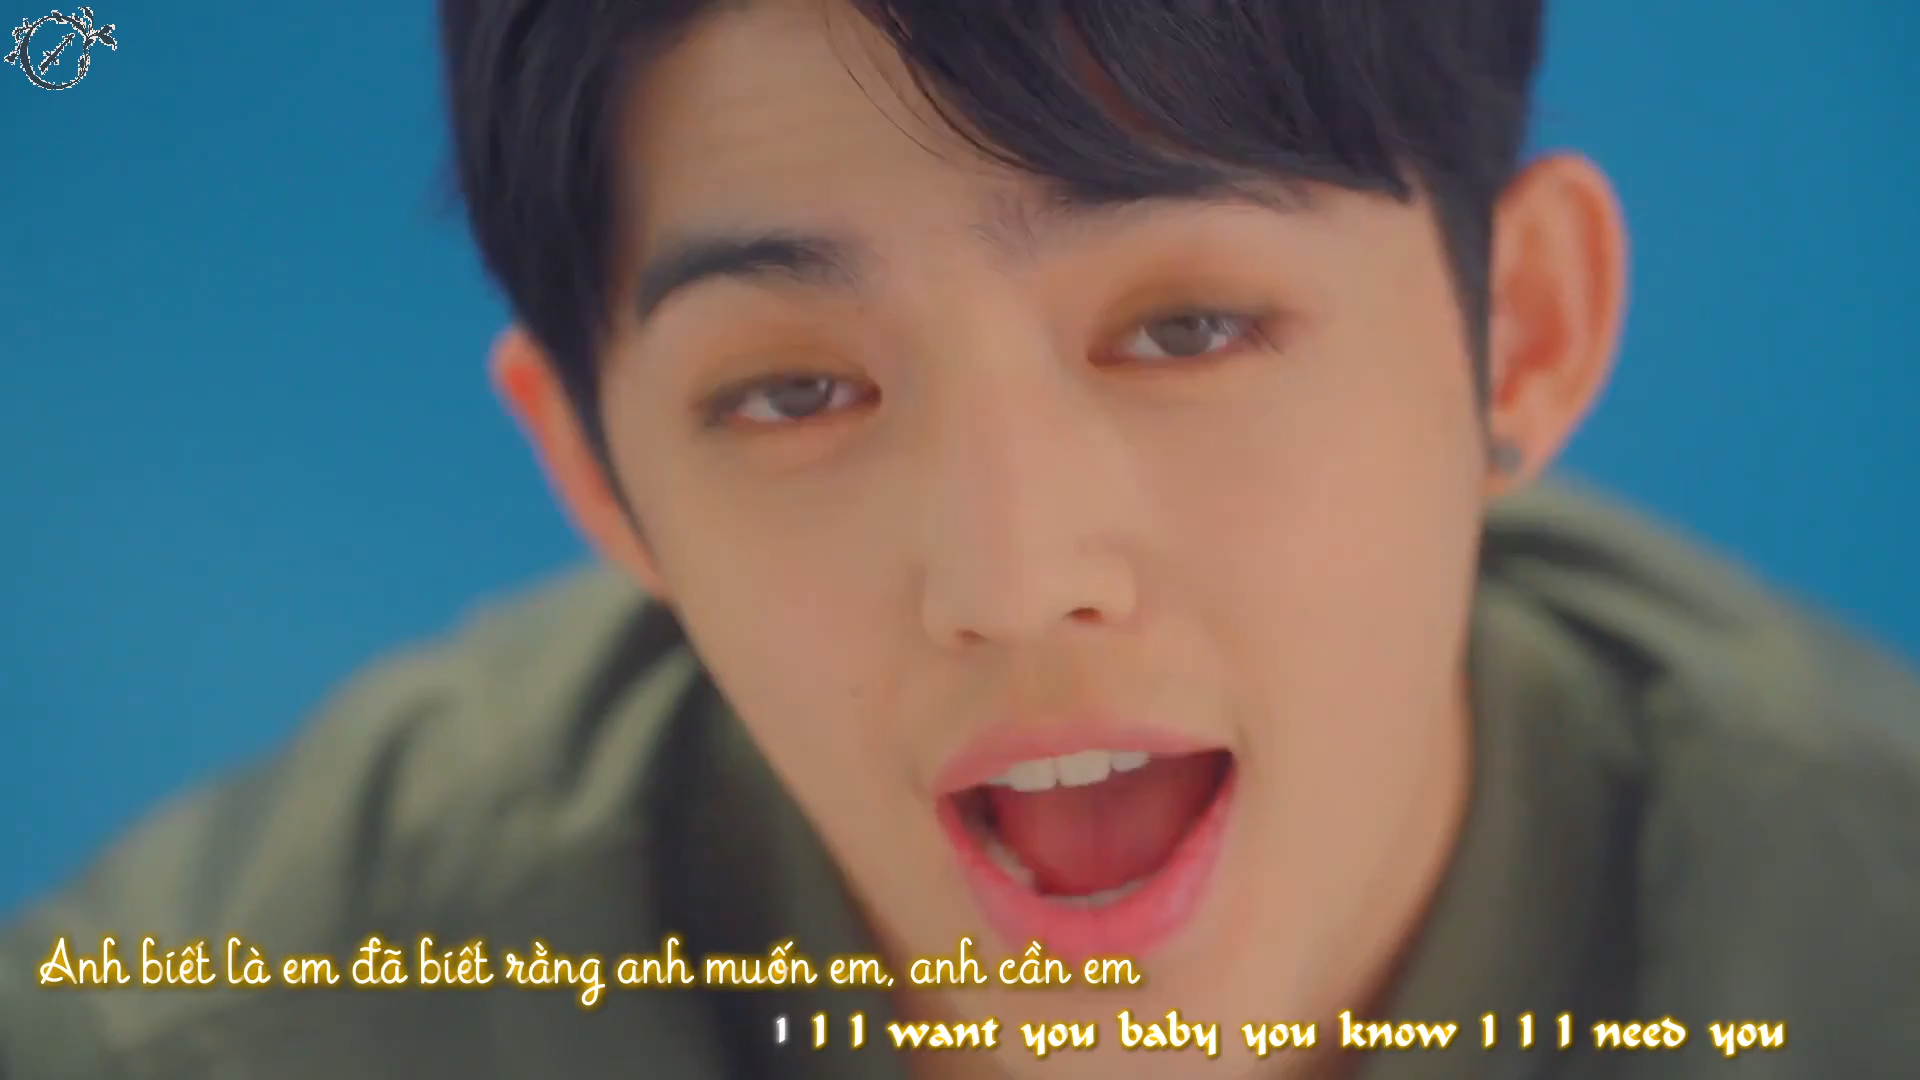 Anh biết là em đã biết rằng anh muốn em, anh cần em
I I I want you baby you know I I I need you